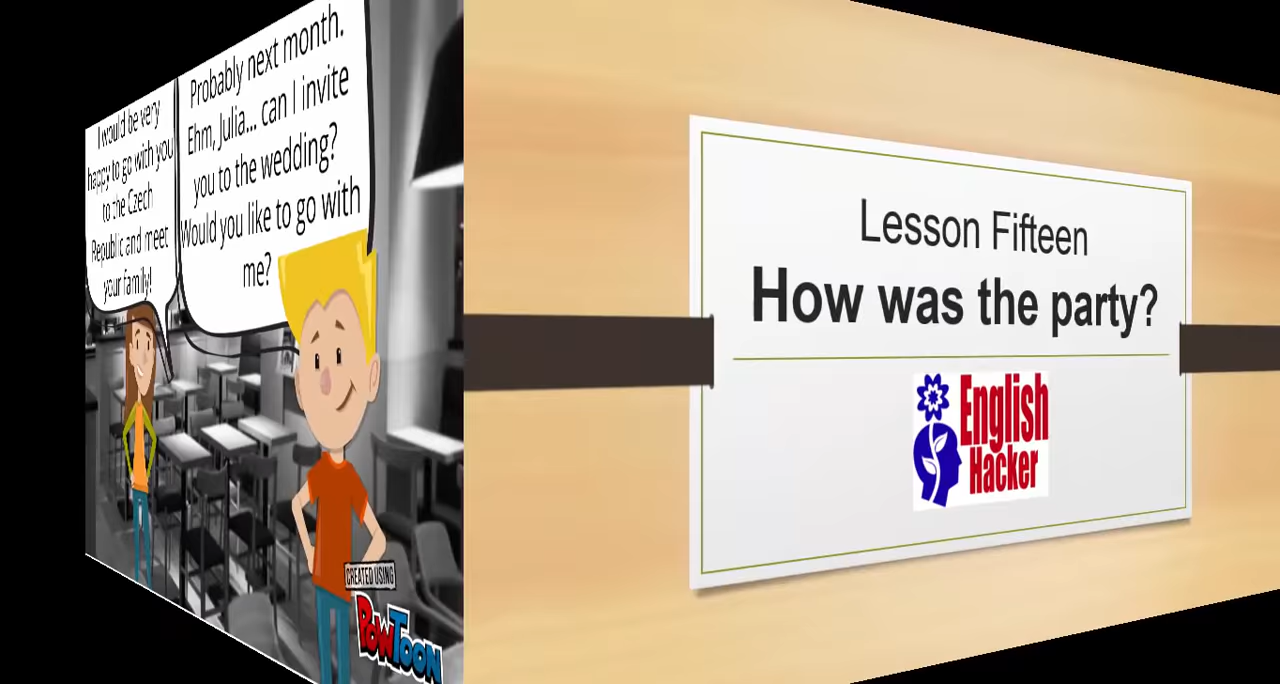 I would be very
happy to go with you
to the Czech
Republic and meet
your family!
Probably next month.
Ehm, Julia... can I invite
you to the wedding?
Would you like to go with
me?
CREATED USING
POWTOON
Lesson Fifteen
How was the party?
English
Hacker